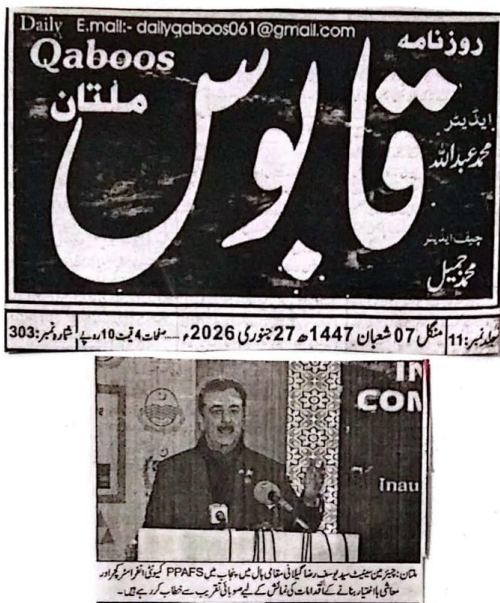 Daily E.mail:- dailyqaboos061@gmail.com
Qaboos
روزنامہ
قابوس
ملتان
ایڈیٹر
محمد عبداللہ
چیف ایڈیٹر
محمد جمیل
جلد نمبر: 11 منگل 07 شعبان 1447ھ 27 جنوری 2026ء ..... صفحات 4 قیمت 10 روپے شمارہ نمبر: 303
IN
COM
Inau
ملتان: چیئرمین سینیٹ سید یوسف رضا گیلانی مقامی ہال میں پنجاب میں PPAFS کمیونٹی انفراسٹرکچر اور
معاشی بااختیار بنانے کے اقدامات کی نمائش کے لیے صوبائی تقریب سے خطاب کر رہے ہیں۔